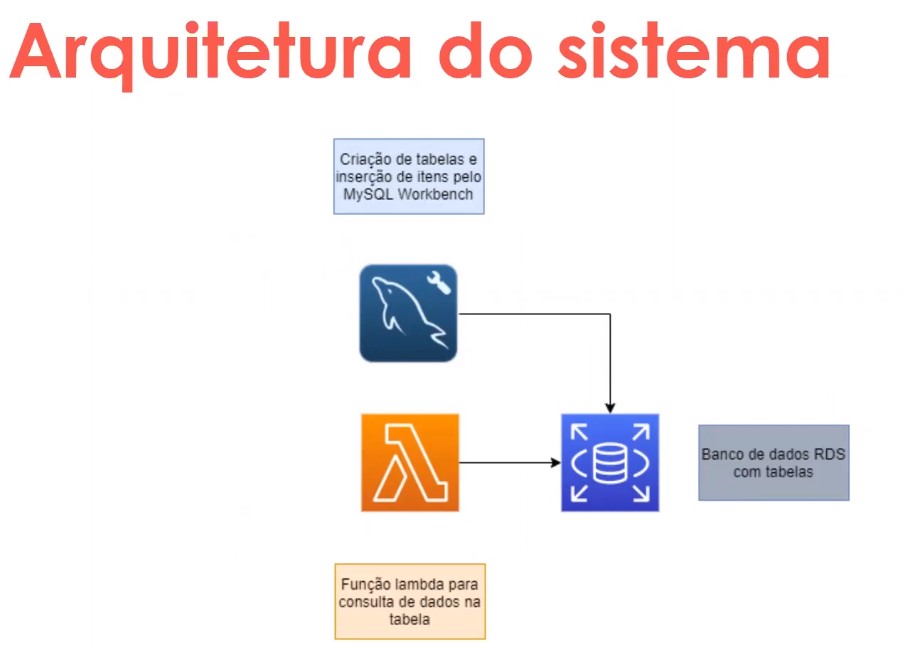 Arquitetura do sistema
Criação de tabelas e
inserção de itens pelo
MySQL Workbench
Banco de dados RDS
com tabelas
Função lambda para
consulta de dados na
tabela